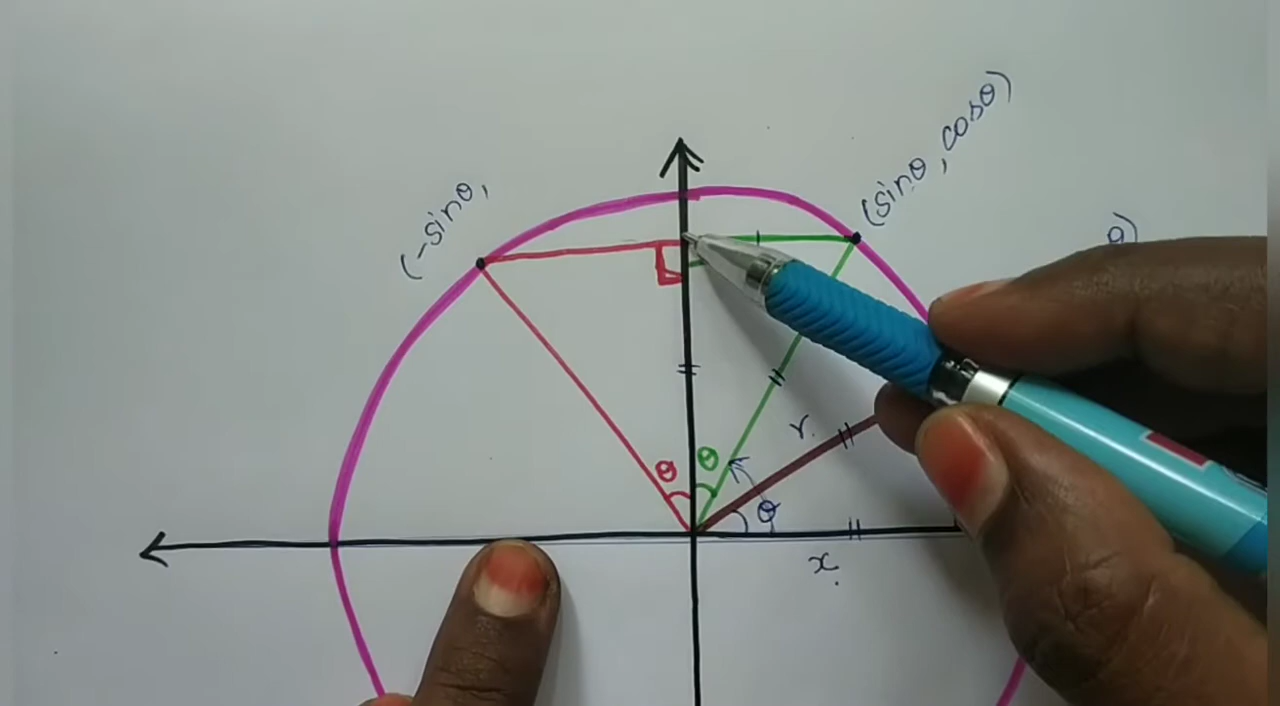 (-sinθ,
(sinθ, cosθ)
θ)
r
θ
θ
θ
x